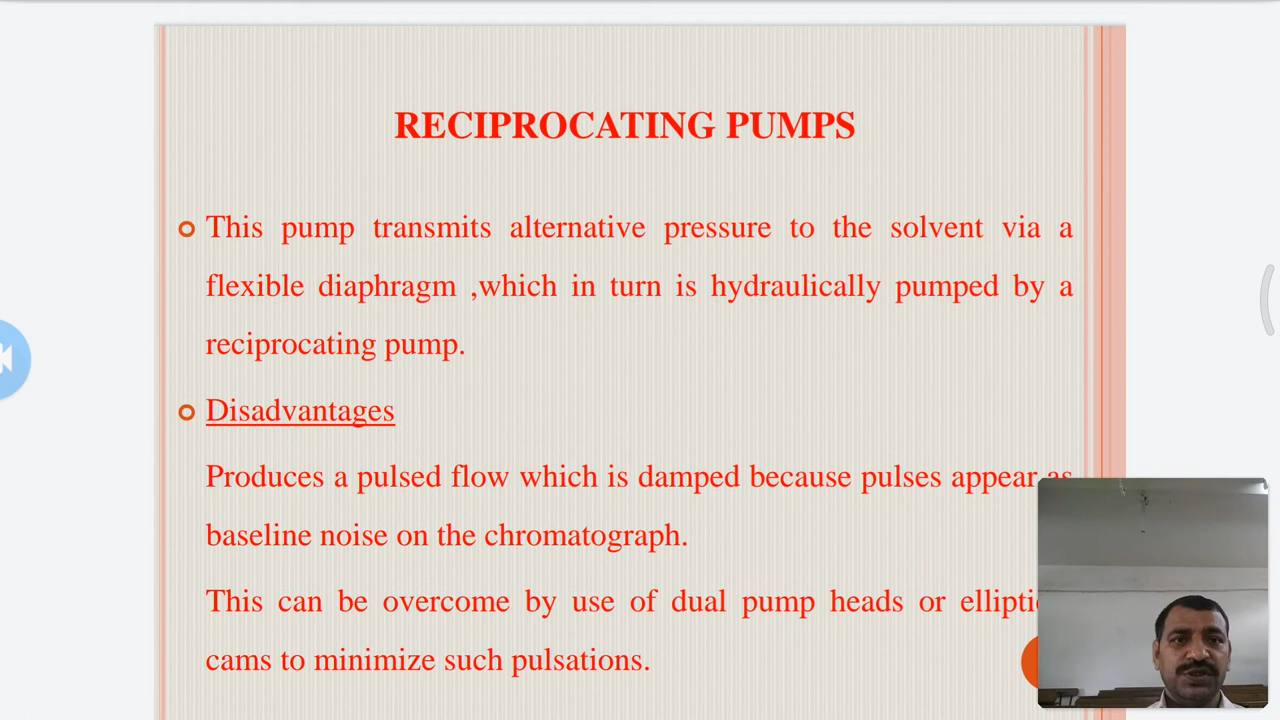 RECIPROCATING PUMPS
This pump transmits alternative pressure to the solvent via a
flexible diaphragm ,which in turn is hydraulically pumped by a
reciprocating pump.
Disadvantages
Produces a pulsed flow which is damped because pulses appear as
baseline noise on the chromatograph.
This can be overcome by use of dual pump heads or
cams to minimize such pulsations.